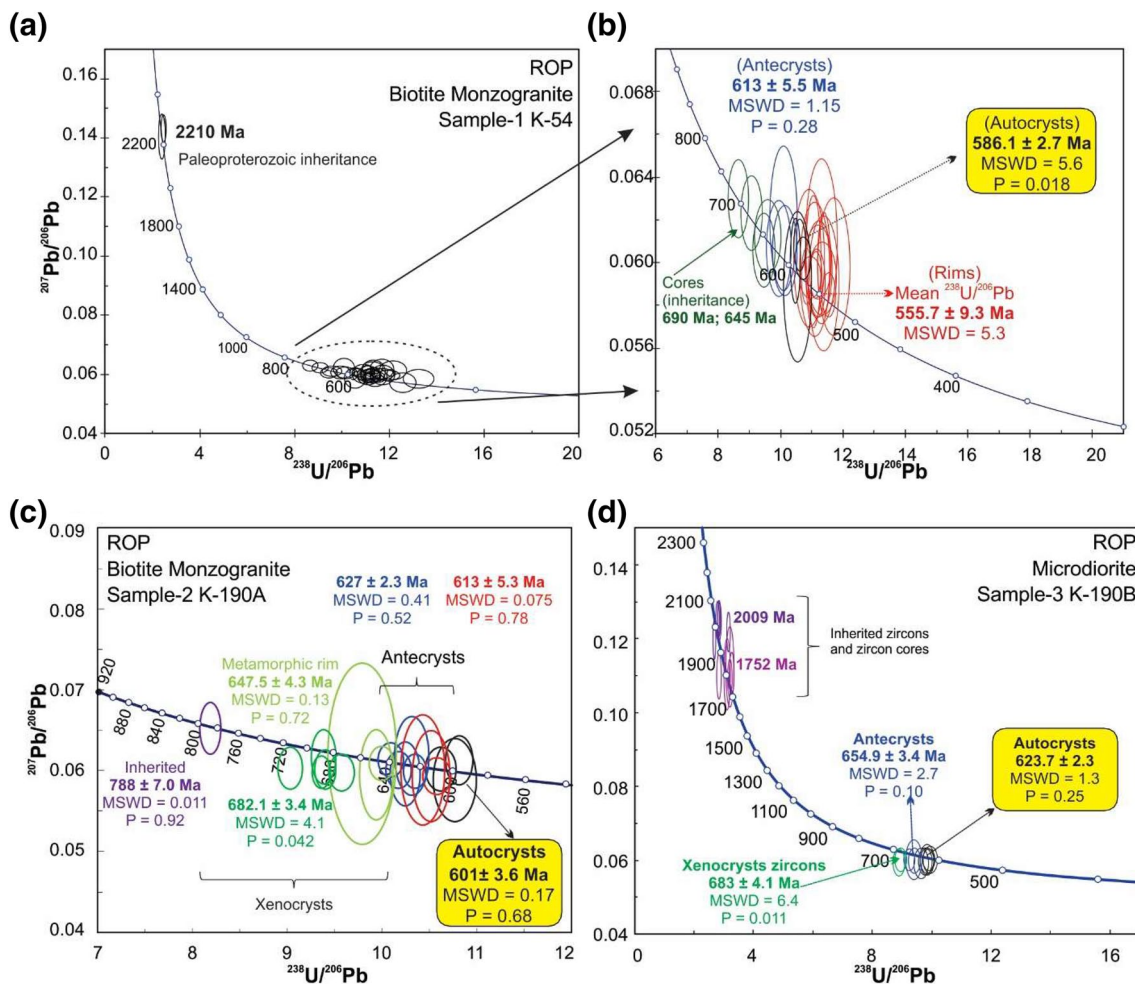 (a)
ROP
Biotite Monzogranite
Sample-1 K-54
2210 Ma
Paleoproterozoic inheritance
2200
1800
1400
1000
800
600
0.16
0.14
0.12
0.10
0.08
0.06
0.04
²⁰⁷Pb/²⁰⁶Pb
0 4 8 12 16 20
²³⁸U/²⁰⁶Pb
(b)
(Antecrysts)
613 ± 5.5 Ma
MSWD = 1.15
P = 0.28
(Autocrysts)
586.1 ± 2.7 Ma
MSWD = 5.6
P = 0.018
800
700
600
500
400
Cores
(inheritance)
690 Ma; 645 Ma
(Rims)
Mean ²³⁸U/²⁰⁶Pb
555.7 ± 9.3 Ma
MSWD = 5.3
0.068
0.064
0.060
0.056
0.052
6 8 10 12 14 16 18 20
²³⁸U/²⁰⁶Pb
(c)
ROP
Biotite Monzogranite
Sample-2 K-190A
627 ± 2.3 Ma
MSWD = 0.41
P = 0.52
613 ± 5.3 Ma
MSWD = 0.075
P = 0.78
Metamorphic rim
647.5 ± 4.3 Ma
MSWD = 0.13
P = 0.72
Antecrysts
920
880
840
800
760
720
680
640
600
560
Inherited
788 ± 7.0 Ma
MSWD = 0.011
P = 0.92
682.1 ± 3.4 Ma
MSWD = 4.1
P = 0.042
Xenocrysts
Autocrysts
601± 3.6 Ma
MSWD = 0.17
P = 0.68
0.09
0.08
0.07
0.06
0.05
0.04
²⁰⁷Pb/²⁰⁶Pb
7 8 9 10 11 12
²³⁸U/²⁰⁶Pb
(d)
ROP
Microdiorite
Sample-3 K-190B
2300
2100
1900
1700
1500
1300
1100
900
700
500
2009 Ma
1752 Ma
Inherited zircons
and zircon cores
Antecrysts
654.9 ± 3.4 Ma
MSWD = 2.7
P = 0.10
Autocrysts
623.7 ± 2.3
MSWD = 1.3
P = 0.25
Xenocrysts zircons
683 ± 4.1 Ma
MSWD = 6.4
P = 0.011
0.14
0.12
0.10
0.08
0.06
0.04
0 4 8 12 16
²³⁸U/²⁰⁶Pb